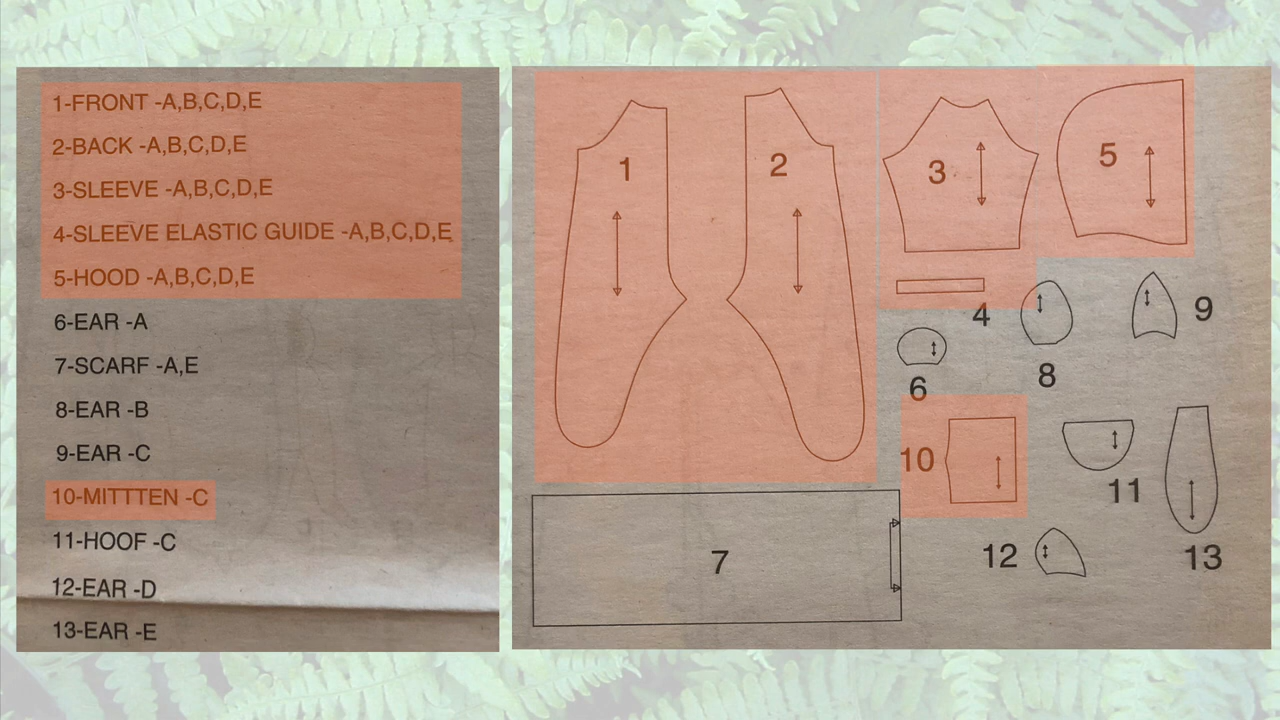 1-FRONT -A,B,C,D,E
2-BACK -A,B,C,D,E
3-SLEEVE -A,B,C,D,E
4-SLEEVE ELASTIC GUIDE -A,B,C,D,E
5-HOOD -A,B,C,D,E
6-EAR -A
7-SCARF -A,E
8-EAR -B
9-EAR -C
10-MITTTEN -C
11-HOOF -C
12-EAR -D
13-EAR -E
1
2
3
5
4
9
6
8
10
11
7
12
13